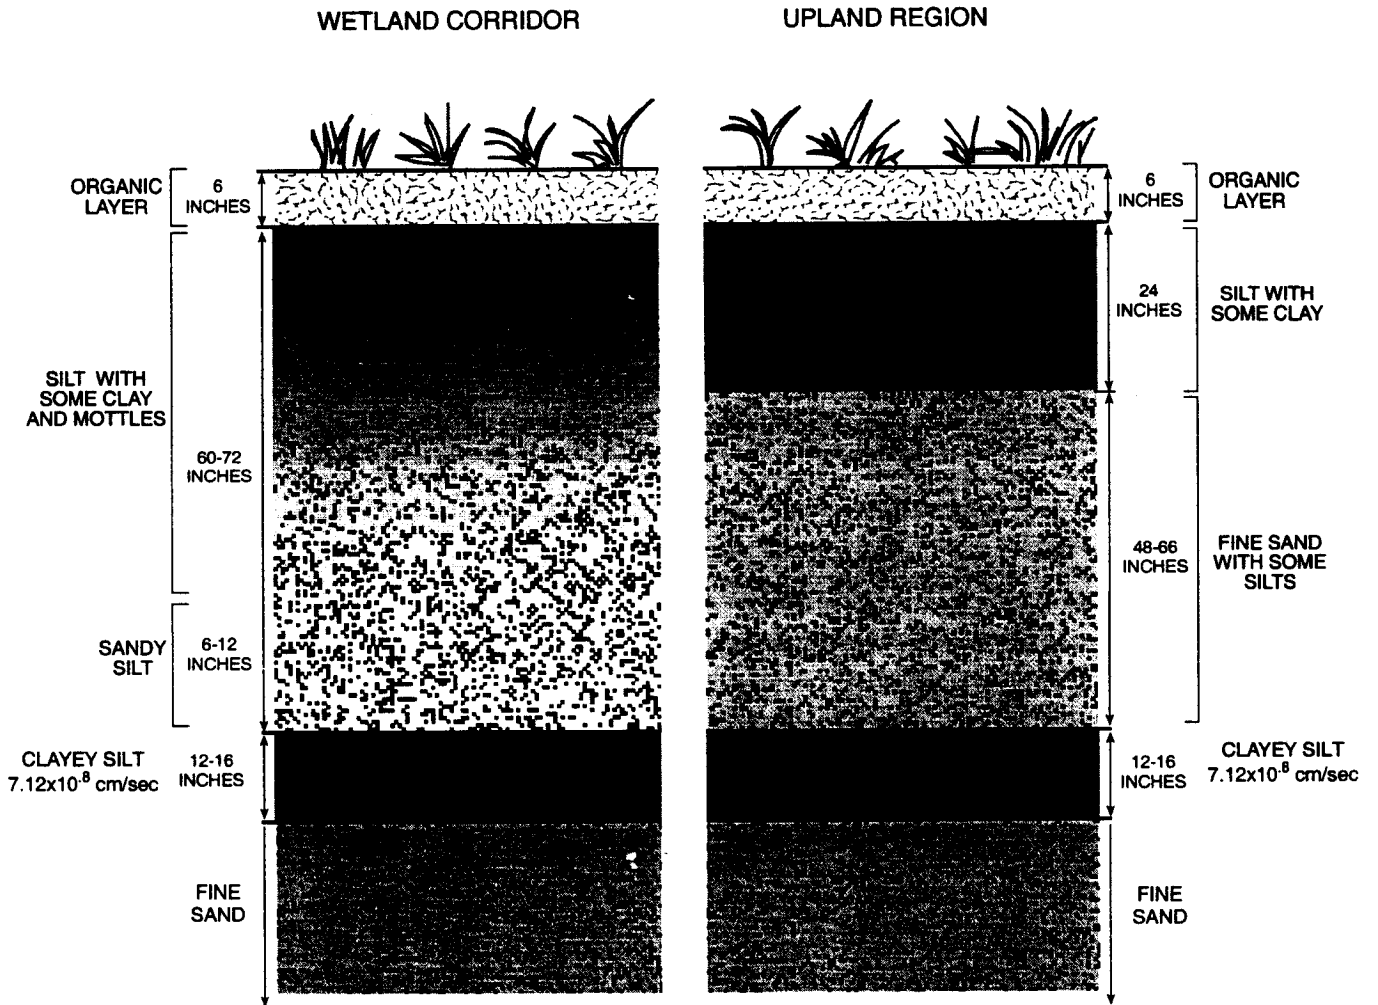 WETLAND CORRIDOR
UPLAND REGION
ORGANIC
LAYER
6
INCHES
SILT WITH
SOME CLAY
AND MOTTLES
60-72
INCHES
SANDY
SILT
6-12
INCHES
CLAYEY SILT
7.12x10⁻⁸ cm/sec
12-16
INCHES
FINE
SAND
6
INCHES
ORGANIC
LAYER
24
INCHES
SILT WITH
SOME CLAY
48-66
INCHES
FINE SAND
WITH SOME
SILTS
12-16
INCHES
CLAYEY SILT
7.12x10⁻⁸ cm/sec
FINE
SAND